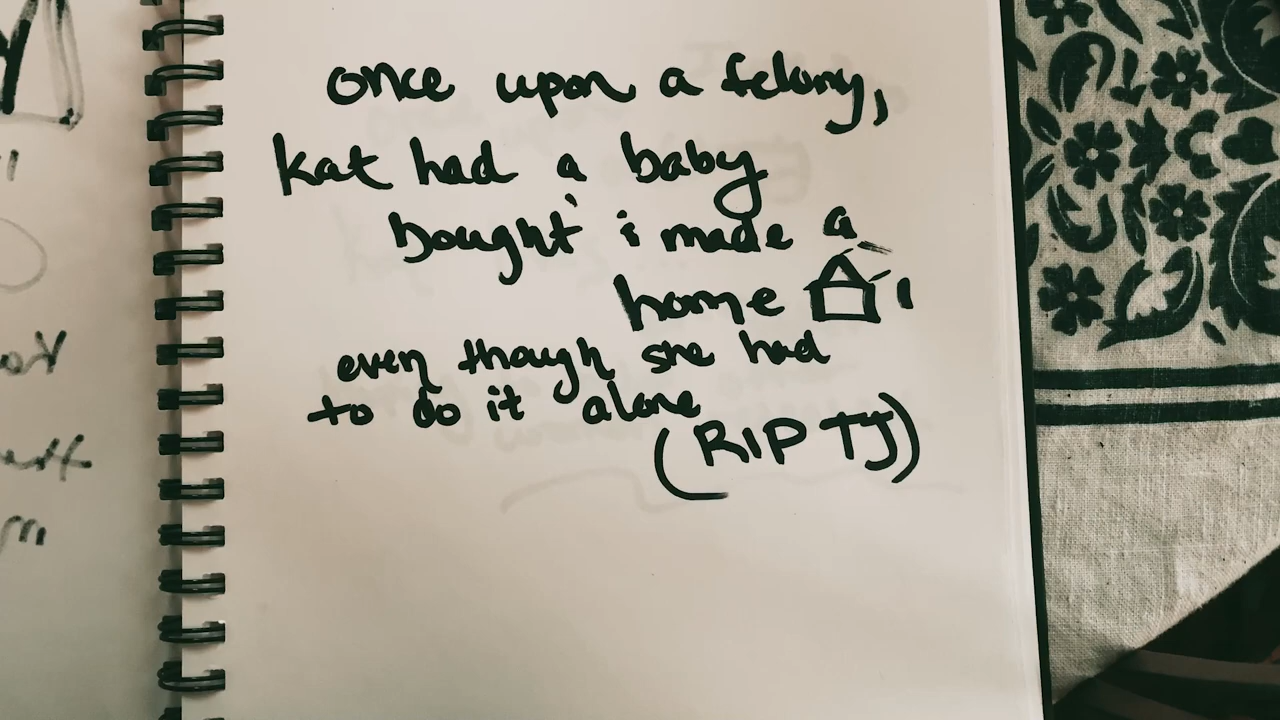 once upon a felony,
kat had a baby
bought i made a
home
even though she had
to do it alone
(RIP TJ)